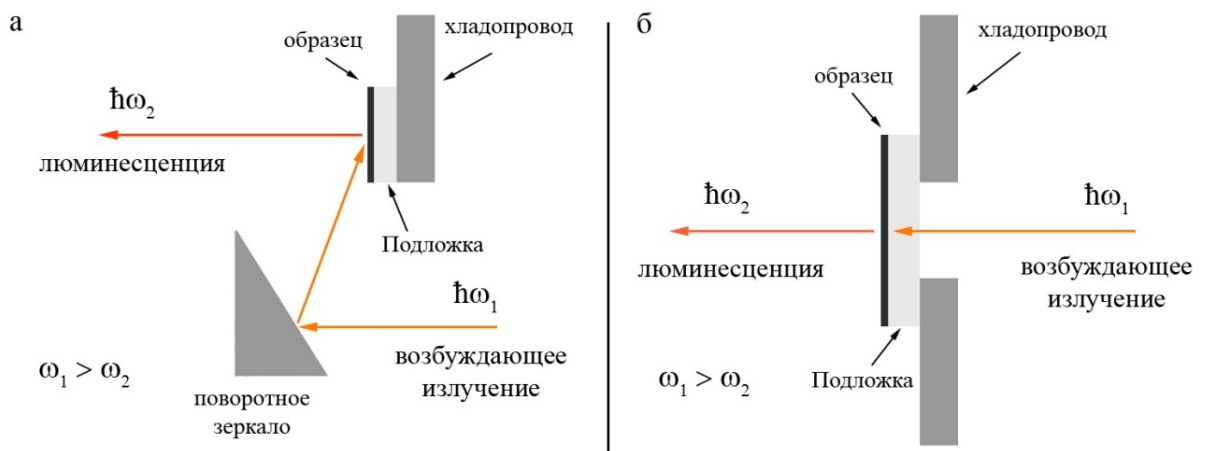 а
образец
хладопровод
ħω₂
люминесценция
Подложка
ħω₁
возбуждающее
излучение
ω₁ > ω₂
поворотное
зеркало
б
хладопровод
образец
ħω₂
ħω₁
люминесценция
возбуждающее
излучение
ω₁ > ω₂
Подложка